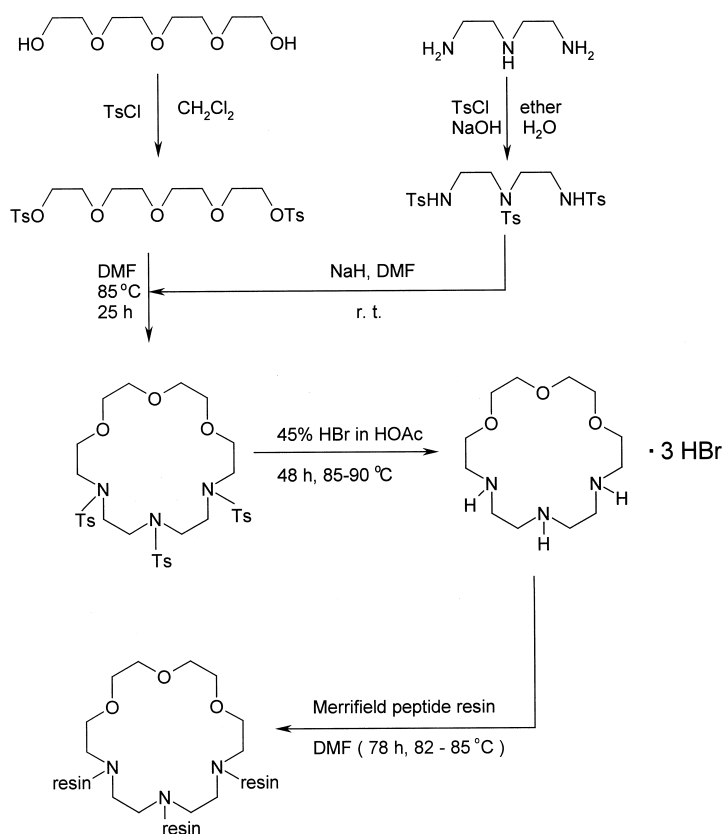 HO O O O OH
H₂N N H NH₂
TsCl CH₂Cl₂
TsCl ether
NaOH H₂O
TsO O O O OTs
TsHN N Ts NHTs
DMF
85 °C
25 h
NaH, DMF
r. t.
O O O
N Ts N Ts N Ts
45% HBr in HOAc
48 h, 85-90 °C
O O O
N H N H N H
· 3 HBr
Merrifield peptide resin
DMF ( 78 h, 82 - 85 °C )
O O O
N resin N resin N resin